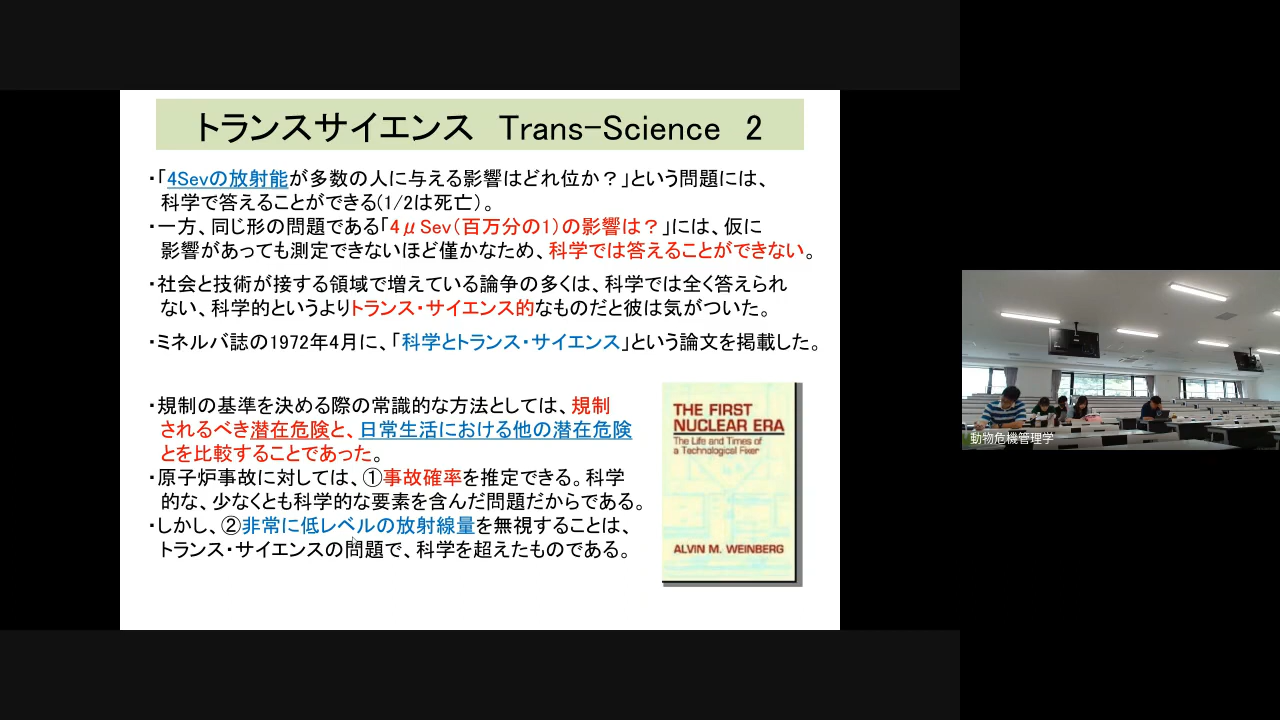 トランスサイエンス Trans-Science 2
・「4Sevの放射能が多数の人に与える影響はどれ位か？」という問題には、
科学で答えることができる(1/2は死亡)。
・一方、同じ形の問題である「4μSev(百万分の1)の影響は？」には、仮に
影響があっても測定できないほど僅かなため、科学では答えることができない。
・社会と技術が接する領域で増えている論争の多くは、科学では全く答えられ
ない、科学的というよりトランス・サイエンス的なものだと彼は気がついた。
・ミネルバ誌の1972年4月に、「科学とトランス・サイエンス」という論文を掲載した。
・規制の基準を決める際の常識的な方法としては、規制
されるべき潜在危険と、日常生活における他の潜在危険
とを比較することであった。
・原子炉事故に対しては、①事故確率を推定できる。科学
的な、少なくとも科学的な要素を含んだ問題だからである。
・しかし、②非常に低レベルの放射線量を無視することは、
トランス・サイエンスの問題で、科学を超えたものである。
THE FIRST
NUCLEAR ERA
The Life and Times of
a Technological Fixer
ALVIN M. WEINBERG
動物危機管理学